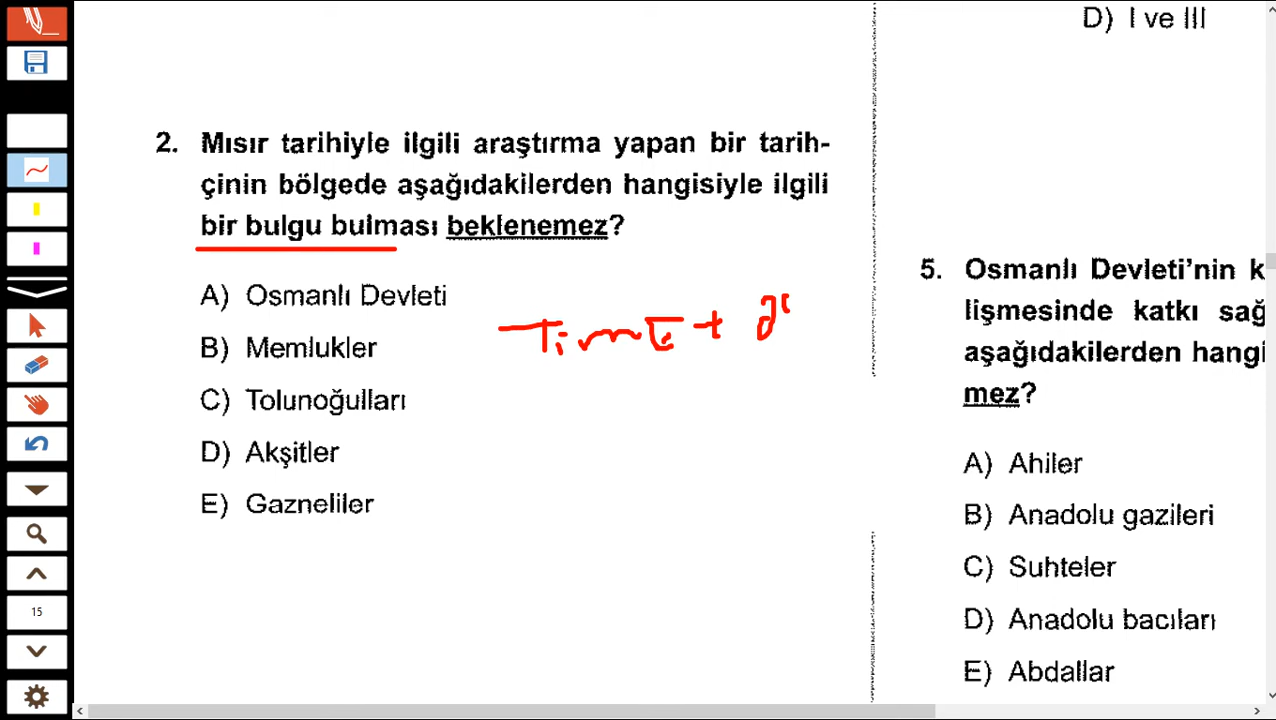 D) I ve III
2. Mısır tarihiyle ilgili araştırma yapan bir tarih-
çinin bölgede aşağıdakilerden hangisiyle ilgili
bir bulgu bulması beklenemez?
A) Osmanlı Devleti
B) Memlukler
C) Tolunoğulları
D) Akşitler
E) Gazneliler
5. Osmanlı Devleti'nin k
lişmesinde katkı sağ
aşağıdakilerden hangi
mez?
A) Ahiler
B) Anadolu gazileri
C) Suhteler
D) Anadolu bacıları
E) Abdallar
15